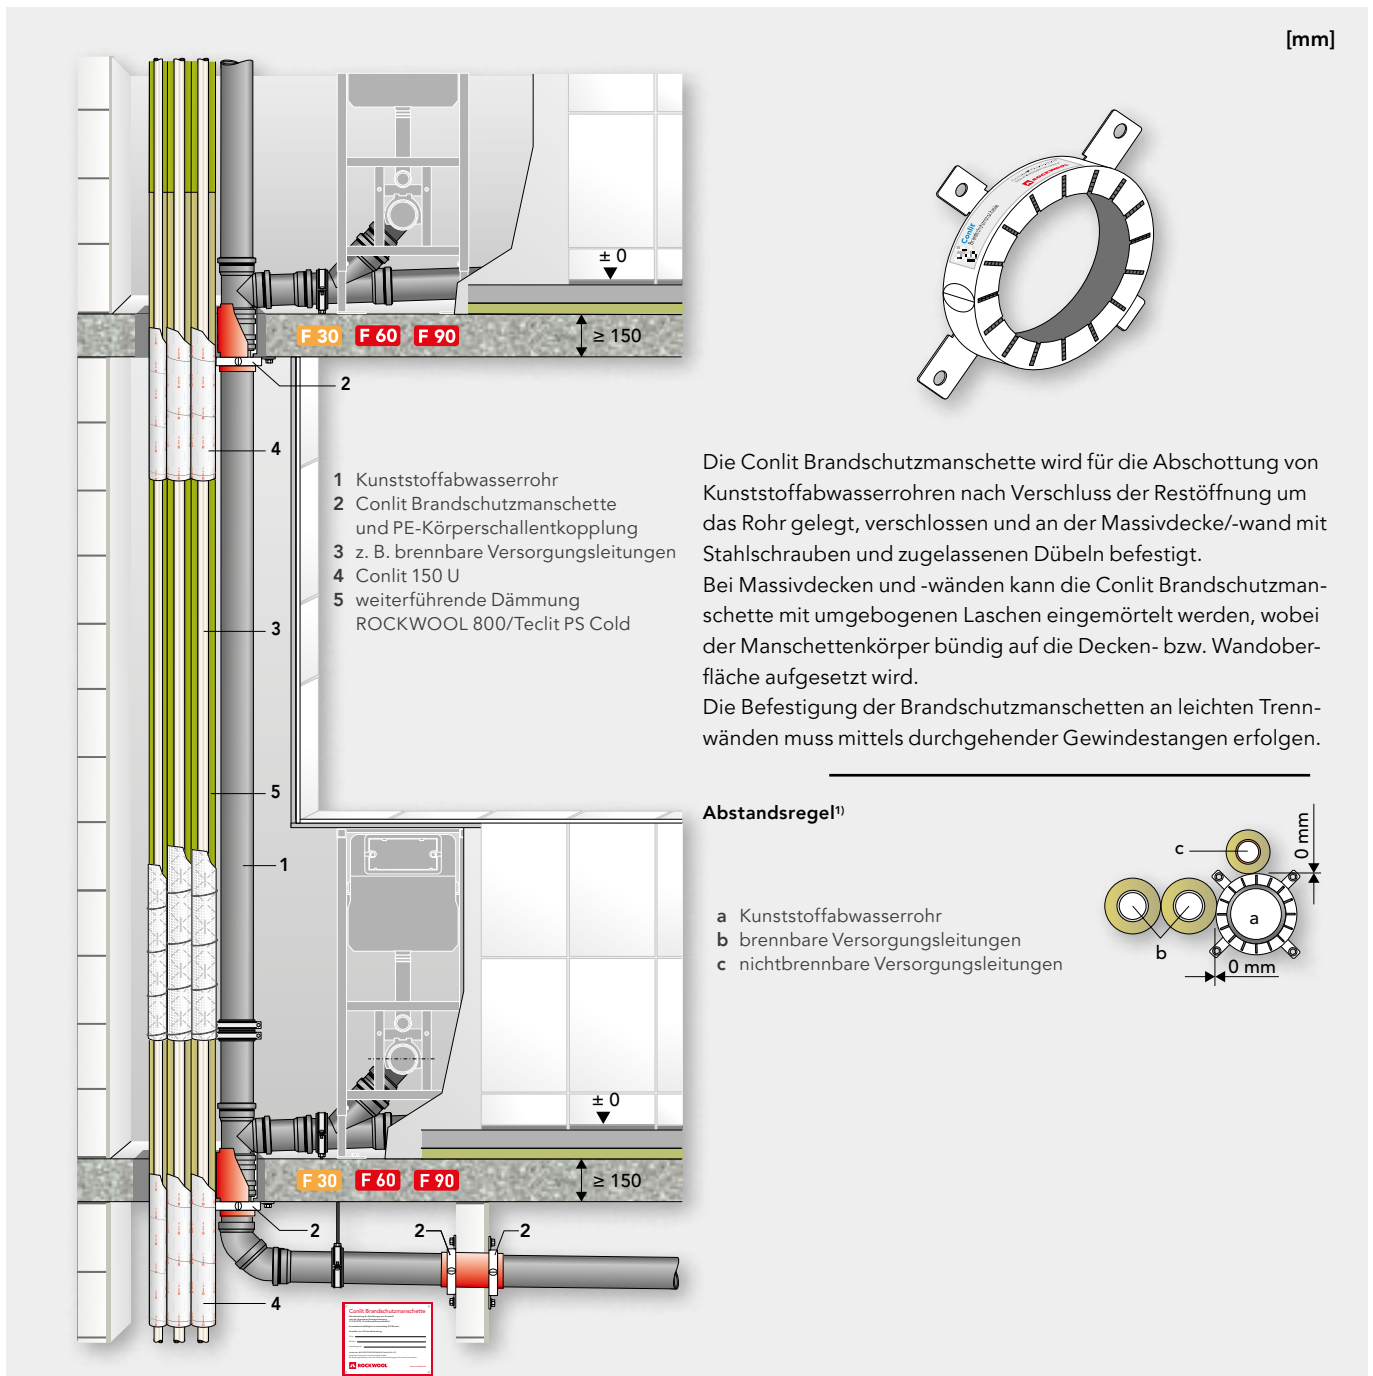 [mm]
ROCKWOOL
Conlit
Brandschutzmanschette
± 0
F 30 F 60 F 90
≥ 150
2
4
1 Kunststoffabwasserrohr
2 Conlit Brandschutzmanschette
und PE-Körperschallentkopplung
3 z. B. brennbare Versorgungsleitungen
4 Conlit 150 U
5 weiterführende Dämmung
ROCKWOOL 800/Teclit PS Cold
3
5
1
Die Conlit Brandschutzmanschette wird für die Abschottung von
Kunststoffabwasserrohren nach Verschluss der Restöffnung um
das Rohr gelegt, verschlossen und an der Massivdecke/-wand mit
Stahlschrauben und zugelassenen Dübeln befestigt.
Bei Massivdecken und -wänden kann die Conlit Brandschutzman-
schette mit umgebogenen Laschen eingemörtelt werden, wobei
der Manschettenkörper bündig auf die Decken- bzw. Wandober-
fläche aufgesetzt wird.
Die Befestigung der Brandschutzmanschetten an leichten Trenn-
wänden muss mittels durchgehender Gewindestangen erfolgen.
Abstandsregel1)
a Kunststoffabwasserrohr
b brennbare Versorgungsleitungen
c nichtbrennbare Versorgungsleitungen
c
0 mm
a
b
0 mm
± 0
F 30 F 60 F 90
≥ 150
2
2
2
4
Conlit Brandschutzmanschette
ROCKWOOL